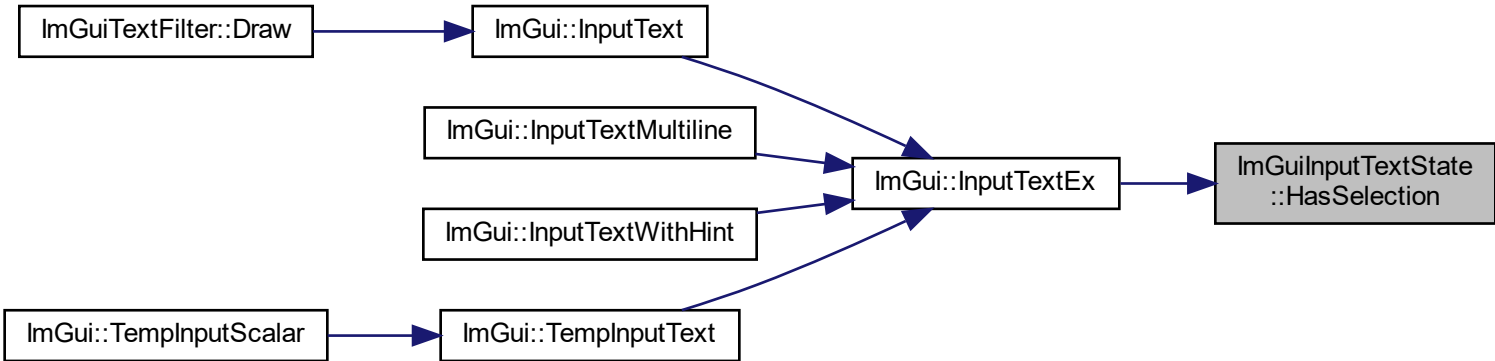 ImGuiTextFilter::Draw
ImGui::InputText
ImGui::InputTextMultiline
ImGui::InputTextWithHint
ImGui::TempInputScalar
ImGui::TempInputText
ImGui::InputTextEx
ImGuiInputTextState
::HasSelection